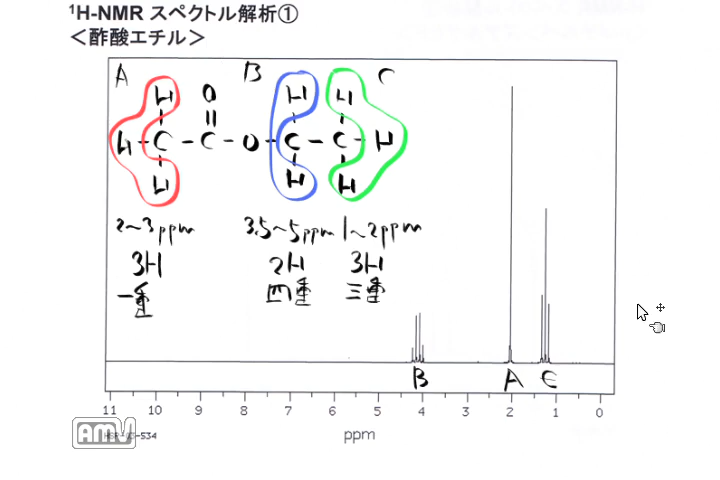 ¹H-NMR スペクトル解析①
＜酢酸エチル＞
A B C
H O H H
H-C-C-O-C-C-H
H H H
2~3ppm 3.5~5ppm 1~2ppm
3H 2H 3H
一重 四重 三重
B A C
11 10 9 8 7 6 5 4 3 2 1 0
ppm
AMV
-534